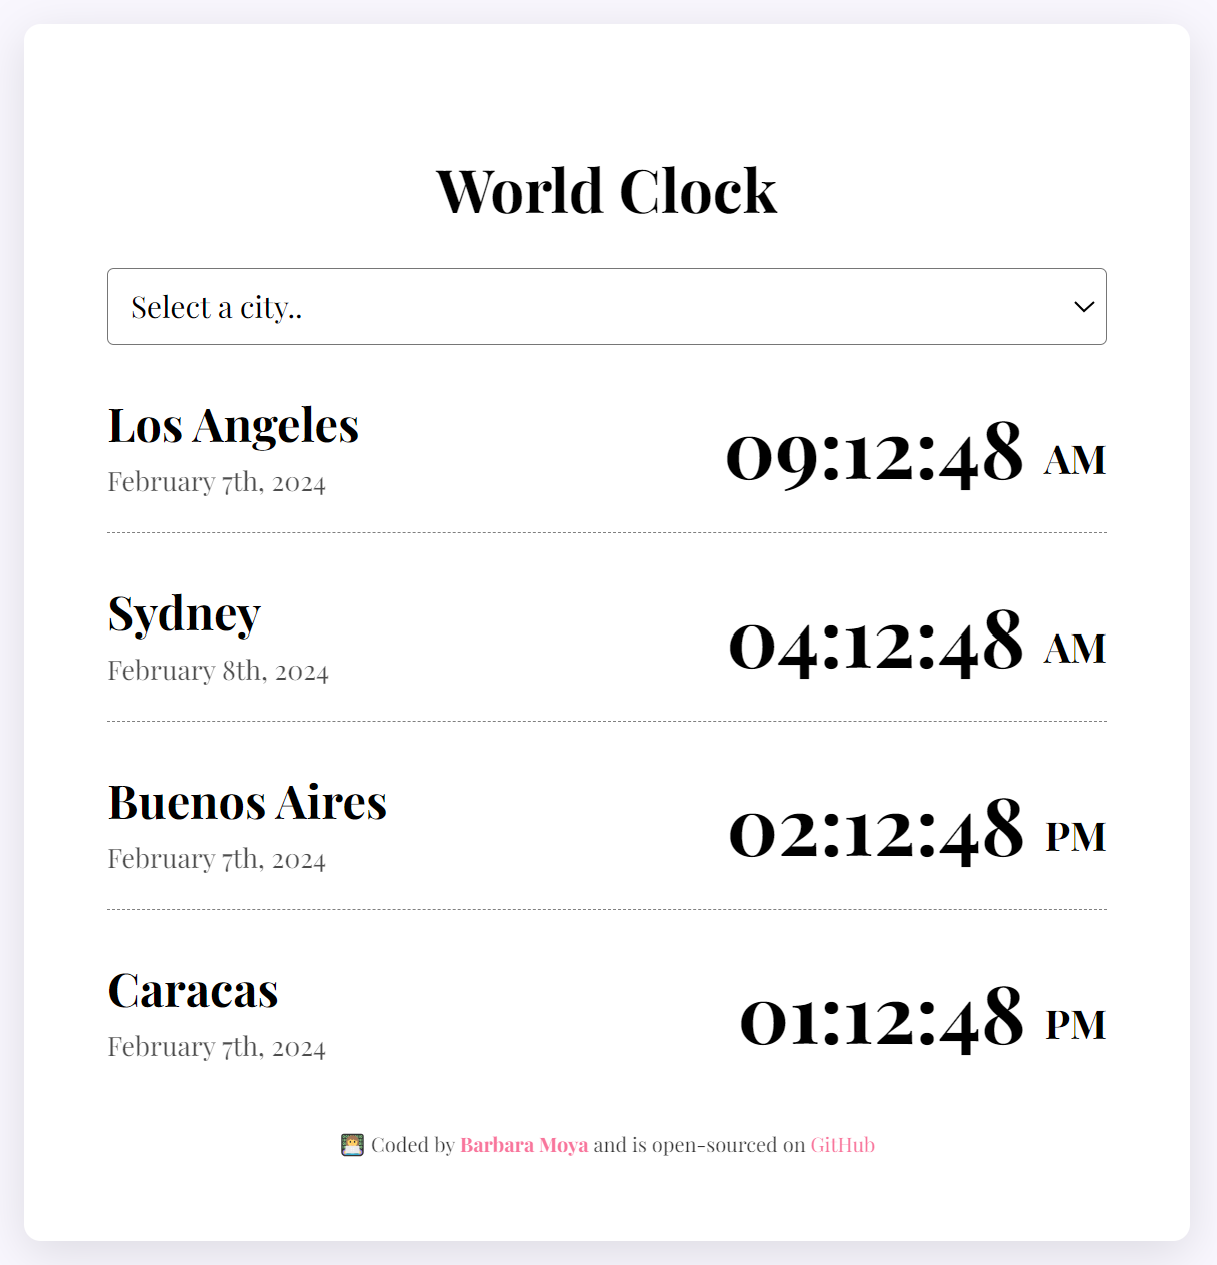 World Clock
Select a city..
Los Angeles
February 7th, 2024
09:12:48 AM
Sydney
February 8th, 2024
04:12:48 AM
Buenos Aires
February 7th, 2024
02:12:48 PM
Caracas
February 7th, 2024
01:12:48 PM
Coded by Barbara Moya and is open-sourced on GitHub